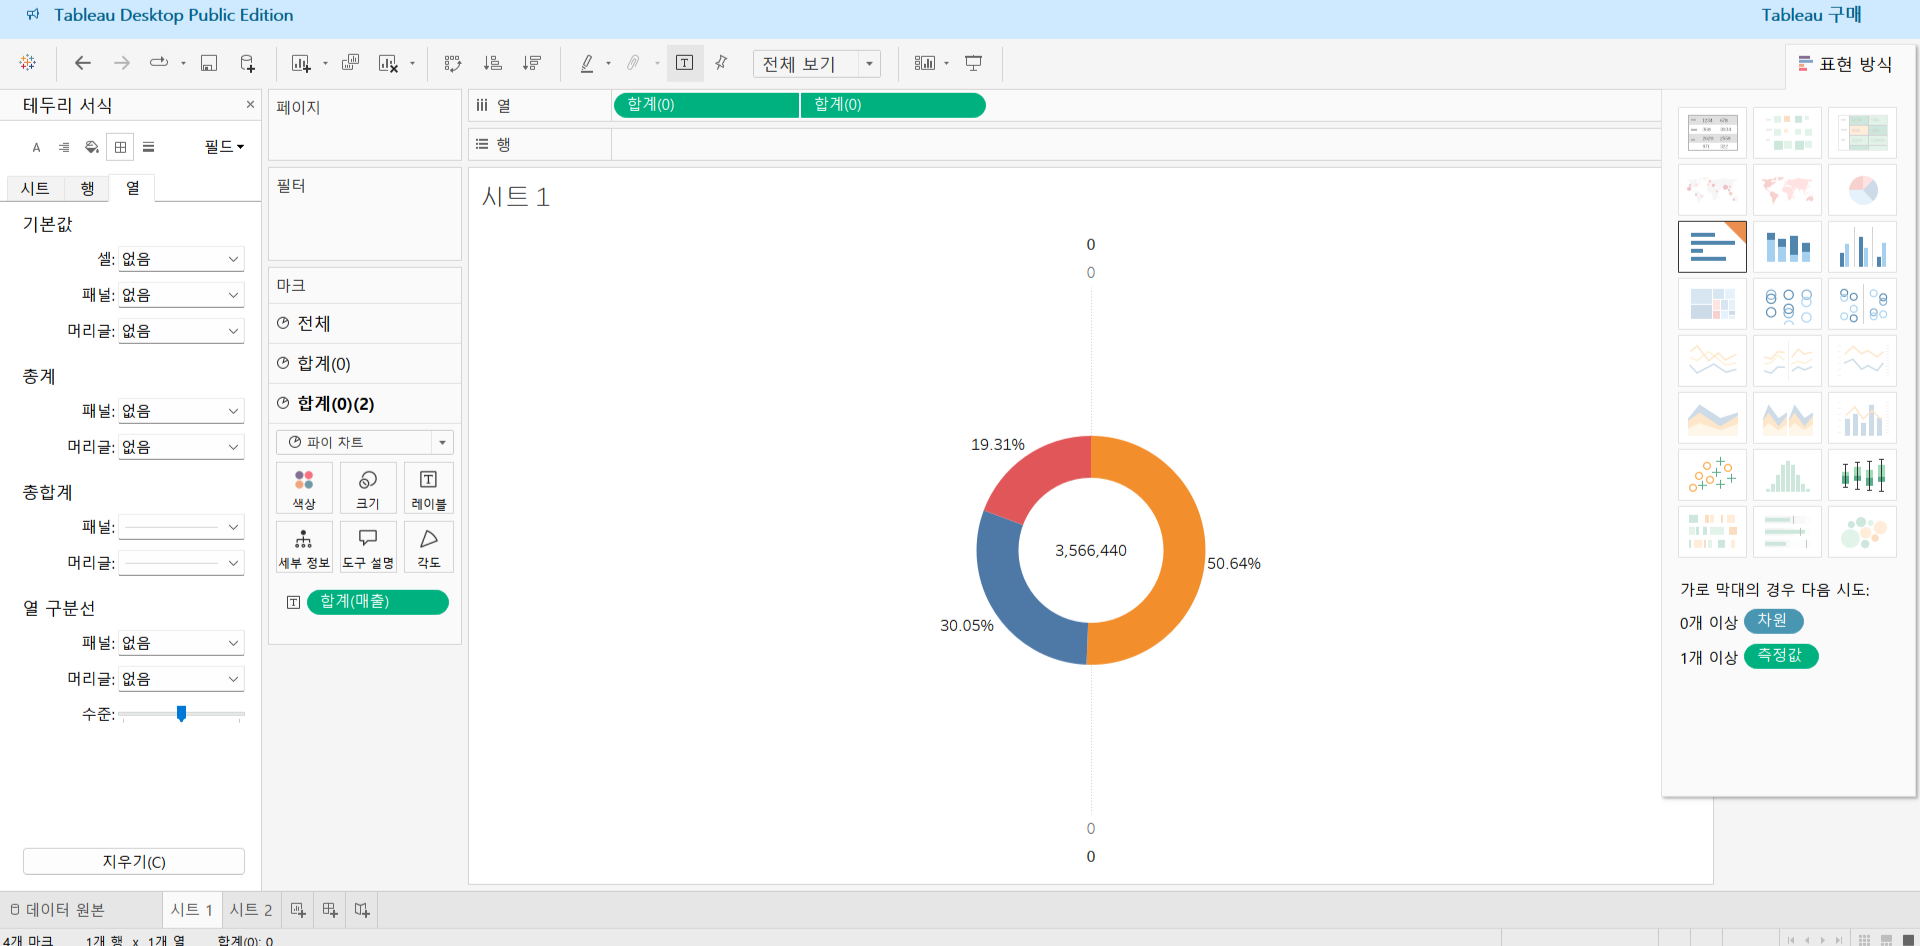 Tableau Desktop Public Edition
Tableau 구매
전체 보기
표현 방식
테두리 서식
필드
시트 행 열
기본값
셀: 없음
패널: 없음
머리글: 없음
총계
패널: 없음
머리글: 없음
총합계
패널:
머리글:
열 구분선
패널: 없음
머리글: 없음
수준:
지우기(C)
페이지
필터
마크
전체
합계(0)
합계(0)(2)
파이 차트
색상 크기 레이블
세부 정보 도구 설명 각도
합계(매출)
열 합계(0) 합계(0)
행
시트 1
0
0
19.31%
3,566,440
50.64%
30.05%
0
0
가로 막대의 경우 다음 시도:
0개 이상 차원
1개 이상 측정값
데이터 원본 시트 1 시트 2
4개 마크 1개 행 x 1개 열 합계(0): 0